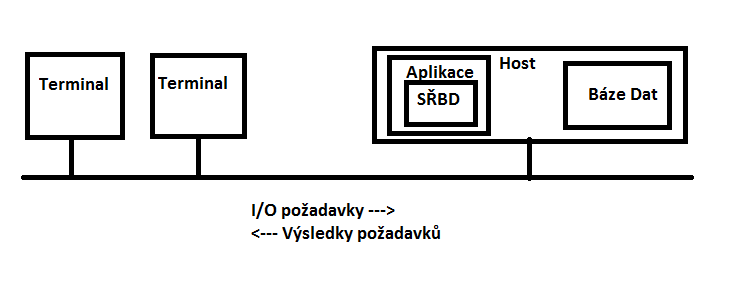 Terminal
Terminal
Host
Aplikace
SŘBD
Báze Dat
I/O požadavky --->
<--- Výsledky požadavků